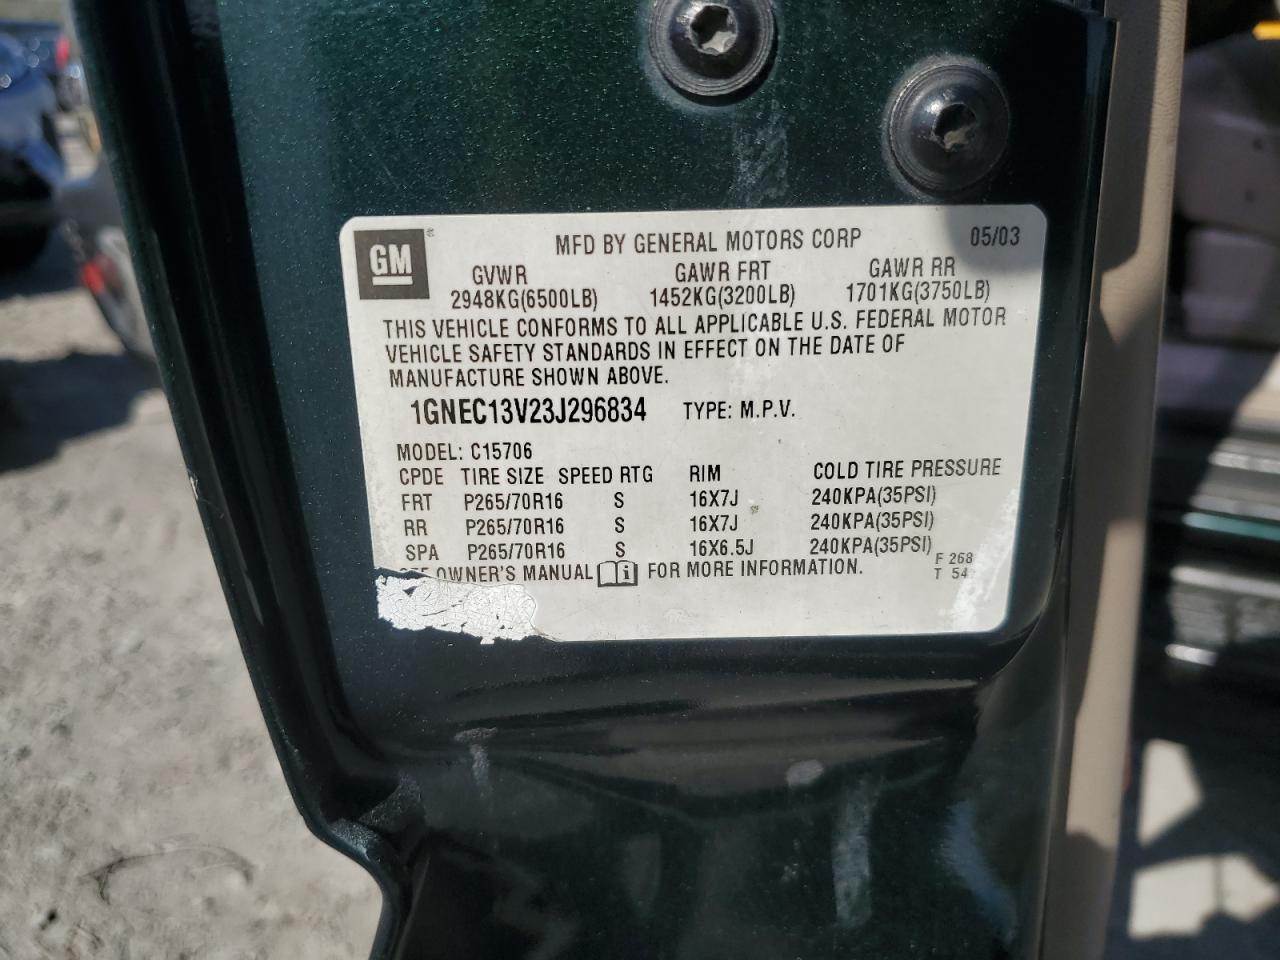 GM ®
MFD BY GENERAL MOTORS CORP 05/03
GVWR GAWR FRT GAWR RR
2948KG(6500LB) 1452KG(3200LB) 1701KG(3750LB)
THIS VEHICLE CONFORMS TO ALL APPLICABLE U.S. FEDERAL MOTOR
VEHICLE SAFETY STANDARDS IN EFFECT ON THE DATE OF
MANUFACTURE SHOWN ABOVE.
1GNEC13V23J296834 TYPE: M.P.V.
MODEL: C15706
CPDE TIRE SIZE SPEED RTG RIM COLD TIRE PRESSURE
FRT P265/70R16 S 16X7J 240KPA(35PSI)
RR P265/70R16 S 16X7J 240KPA(35PSI)
SPA P265/70R16 S 16X6.5J 240KPA(35PSI)
OWNER'S MANUAL FOR MORE INFORMATION.
F 268
T